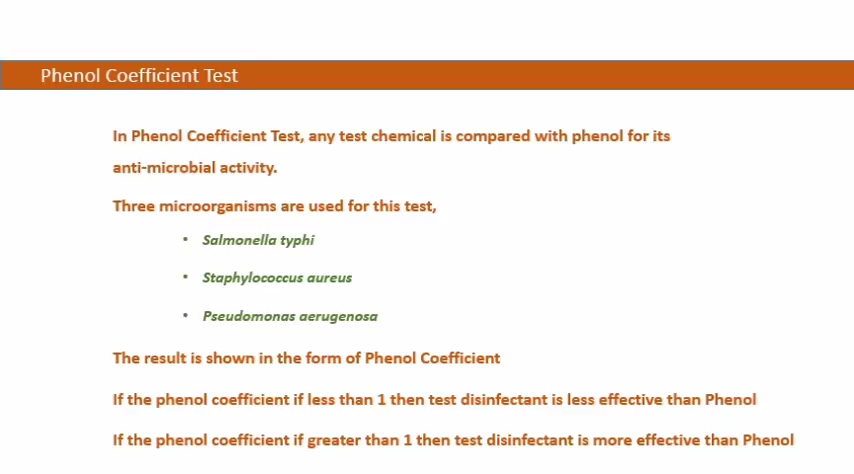 Phenol Coefficient Test
In Phenol Coefficient Test, any test chemical is compared with phenol for its
anti-microbial activity.
Three microorganisms are used for this test,
• Salmonella typhi
• Staphylococcus aureus
• Pseudomonas aerugenosa
The result is shown in the form of Phenol Coefficient
If the phenol coefficient if less than 1 then test disinfectant is less effective than Phenol
If the phenol coefficient if greater than 1 then test disinfectant is more effective than Phenol